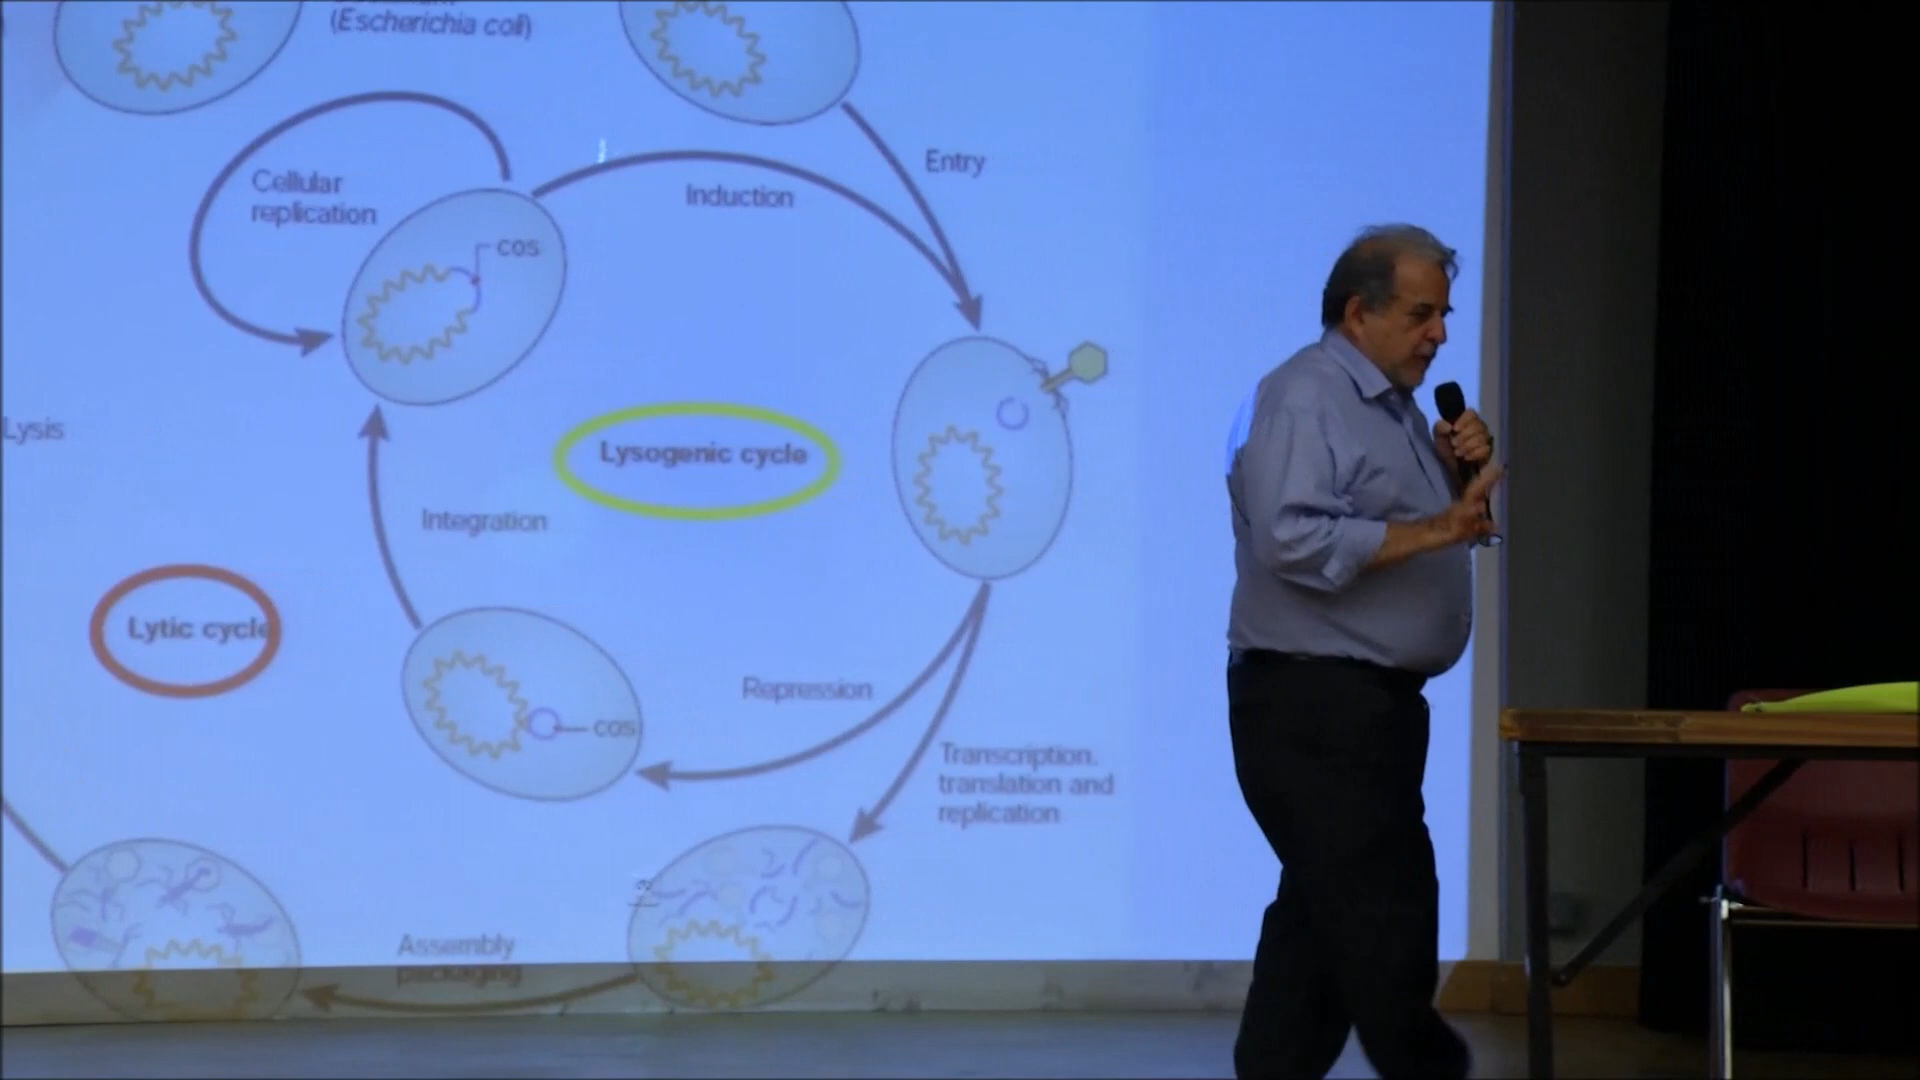 (Escherichia coli)
Entry
Cellular
replication
Induction
cos
Lysis
Lysogenic cycle
Integration
Lytic cycle
Repression
cos
Transcription,
translation and
replication
Assembly
packaging